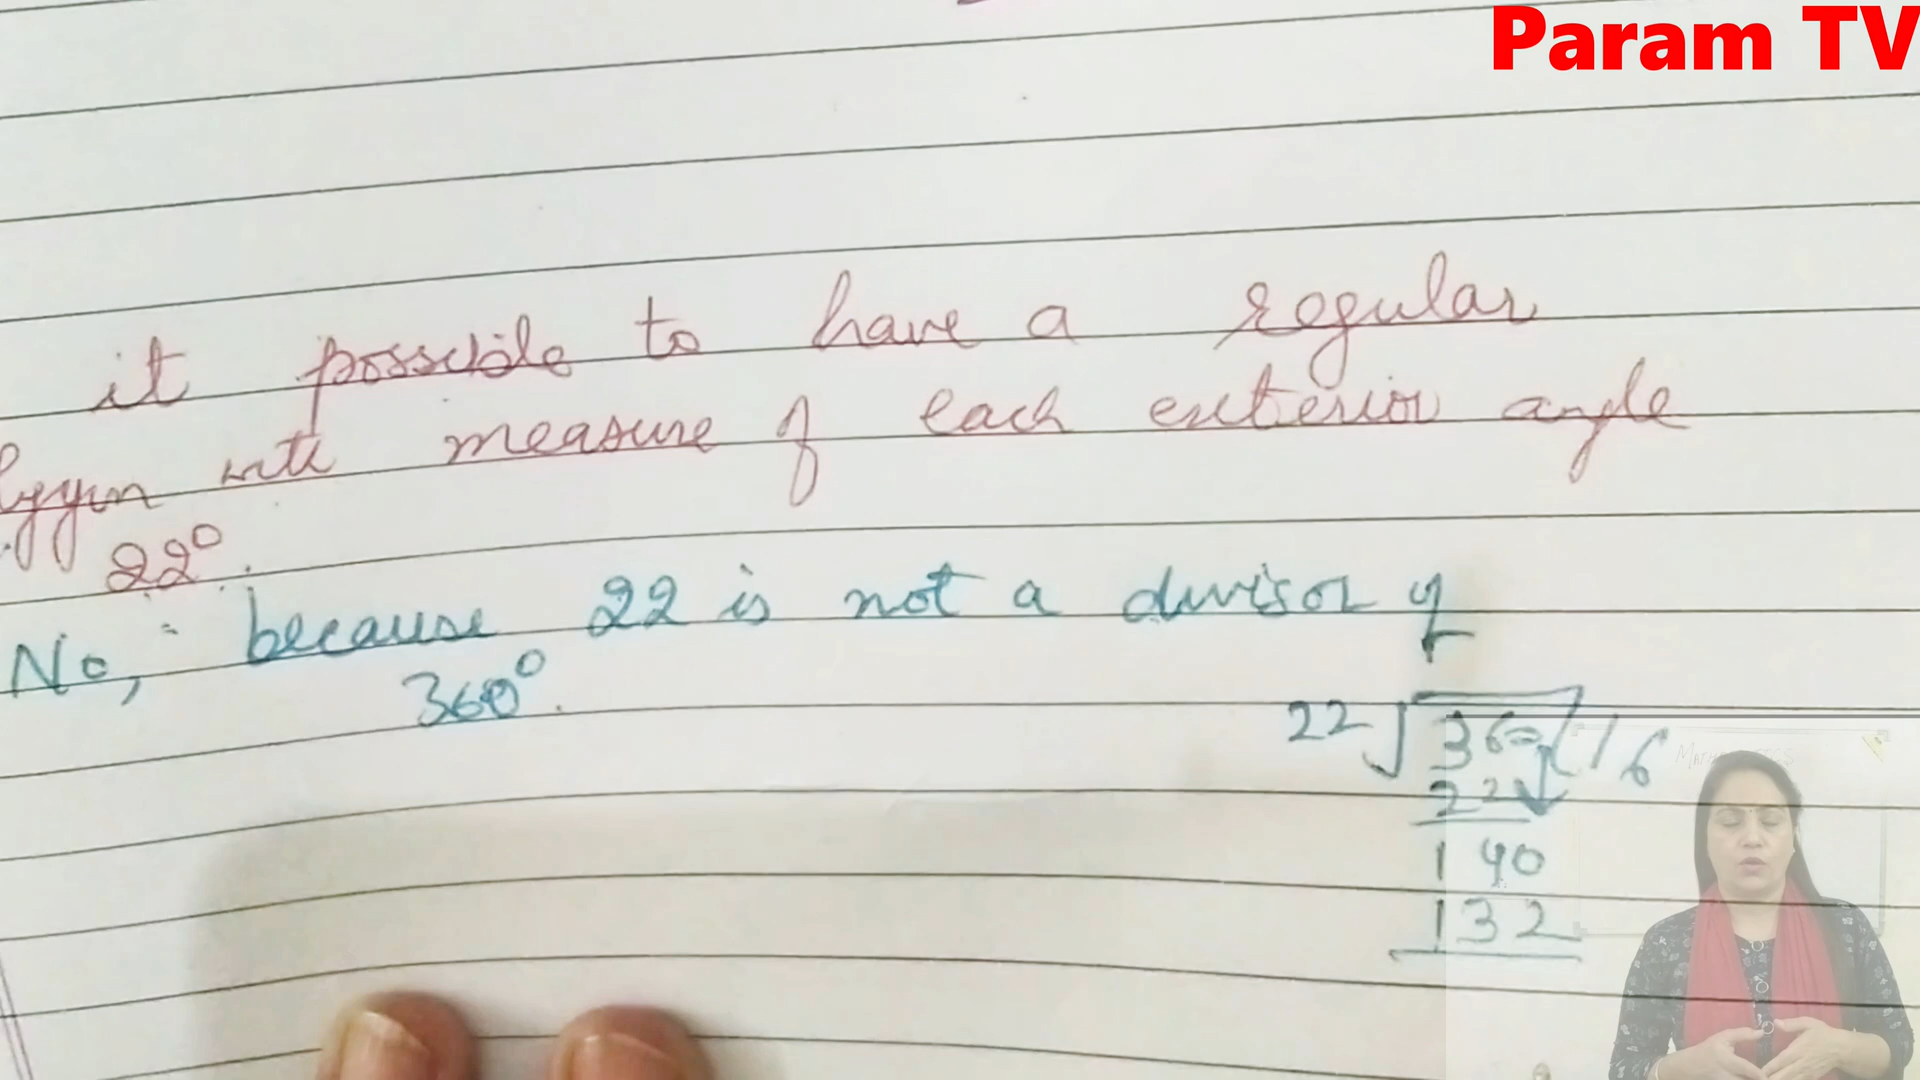 Param TV
it possible to have a regular
lygon with measure of each exterior angle
22°.
No, because 22 is not a divisor of
360°.
22 360 16
22
140
132